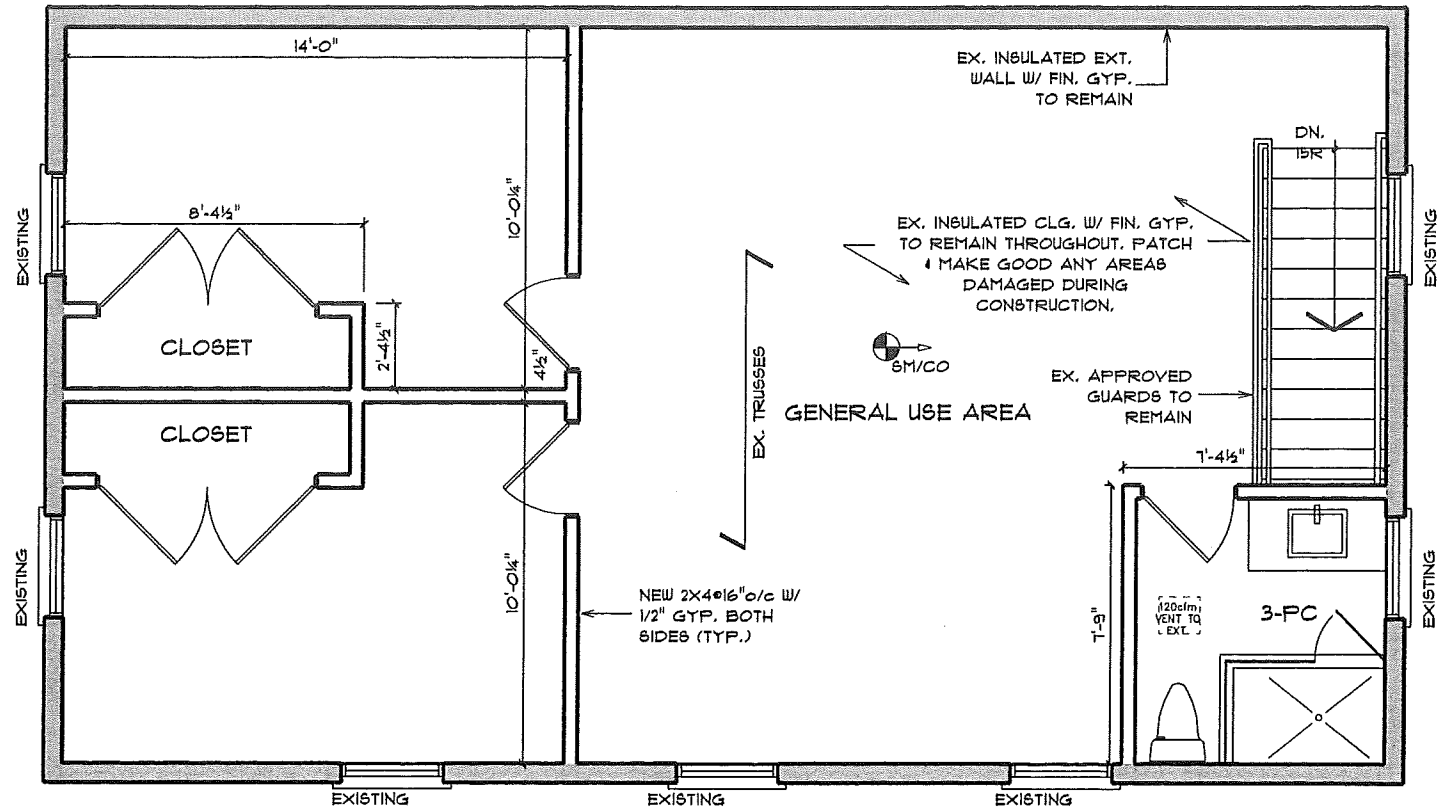 14'-0"
EX. INSULATED EXT.
WALL W/ FIN. GYP.
TO REMAIN
DN.
15R
8'-4½"
10'-0¼"
EXISTING
EXISTING
EX. INSULATED CLG. W/ FIN. GYP.
TO REMAIN THROUGHOUT. PATCH
& MAKE GOOD ANY AREAS
DAMAGED DURING
CONSTRUCTION.
CLOSET
2'-4½"
4½"
SM/CO
EX. TRUSSES
EX. APPROVED
GUARDS TO
REMAIN
GENERAL USE AREA
CLOSET
7'-4½"
EXISTING
10'-0¼"
NEW 2X4@16"o/c W/
1/2" GYP. BOTH
SIDES (TYP.)
7'-9"
120cfm
VENT TO
EXT.
3-PC
EXISTING
EXISTING
EXISTING
EXISTING